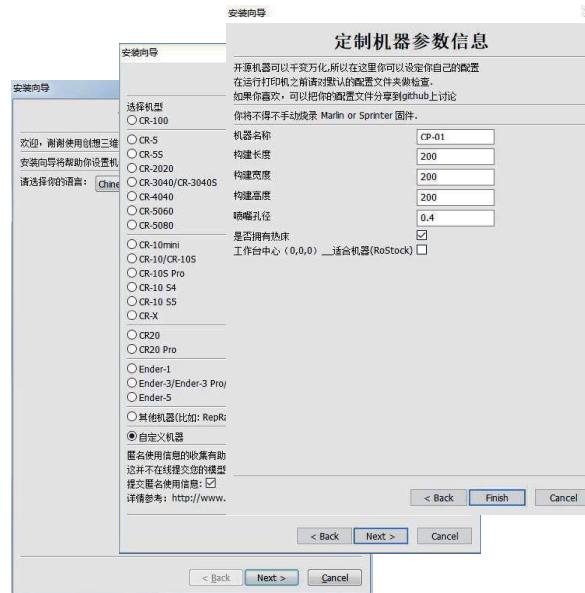 安装向导
欢迎，谢谢使用创想三维
安装向导将帮助你设置机
请选择你的语言：
Chine
< Back
Next >
Cancel
安装向导
选择机型
CR-100
CR-5
CR-5S
CR-2020
CR-3040/CR-3040S
CR-4040
CR-5060
CR-5080
CR-10mini
CR-10/CR-10S
CR-10S Pro
CR-10 S4
CR-10 S5
CR-X
CR20
CR20 Pro
Ender-1
Ender-3/Ender-3 Pro/
Ender-5
其他机器(比如: RepRa
自定义机器
匿名使用信息的收集有助
这并不在线提交您的模型
提交匿名使用信息:
详情参考: http://www.
< Back
Next >
Cancel
安装向导
定制机器参数信息
开源机器可以千变万化,所以在这里你可以设定你自己的配置
在运行打印机之前请对默认的配置文件夹做检查.
如果你喜欢，可以把你的配置文件分享到github上讨论
你将不得不手动烧录 Marlin or Sprinter 固件.
机器名称 CP-01
构建长度 200
构建宽度 200
构建高度 200
喷嘴孔径 0.4
是否拥有热床
工作台中心（0,0,0）__适合机器(RoStock)
< Back
Finish
Cancel